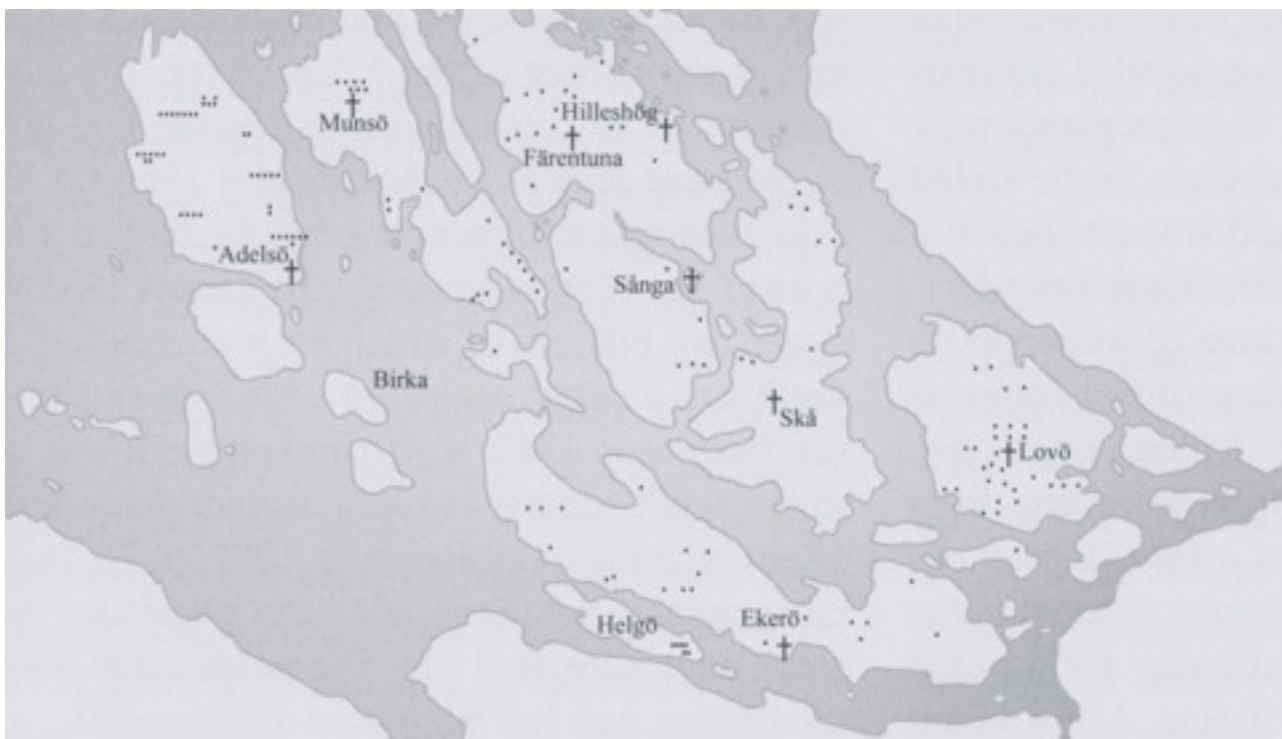 Hilleshög
Munsö
Färentuna
Adelsö
Sånga
Birka
Skå
Lovö
Helgö
Ekerö